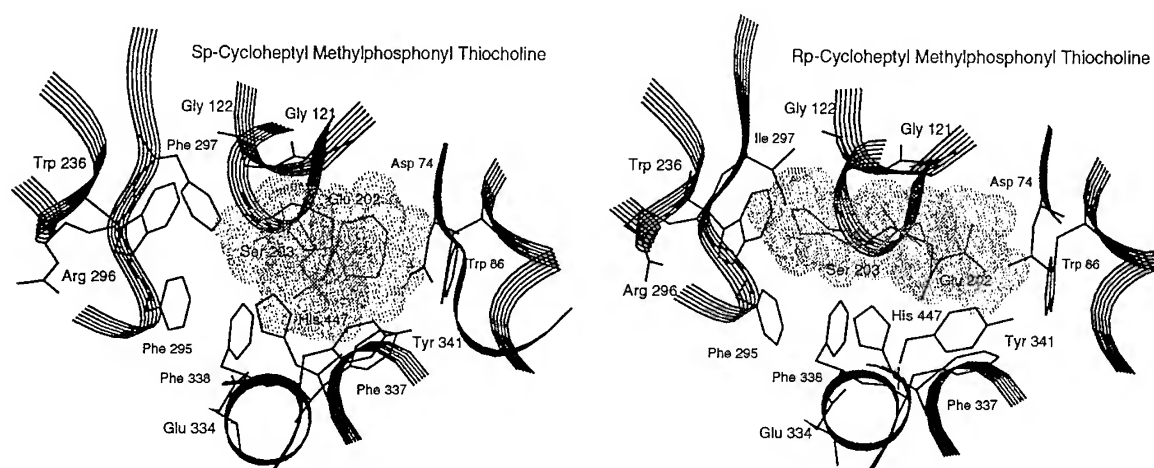 Sp-Cycloheptyl Methylphosphonyl Thiocholine
Gly 122
Gly 121
Phe 297
Trp 236
Asp 74
Glu 202
Ser 203
Trp 86
Arg 296
His 447
Phe 295
Tyr 341
Phe 338
Phe 337
Glu 334
Rp-Cycloheptyl Methylphosphonyl Thiocholine
Gly 122
Gly 121
Ile 297
Trp 236
Asp 74
Ser 203
Trp 86
Arg 296
Glu 202
His 447
Phe 295
Tyr 341
Phe 338
Phe 337
Glu 334